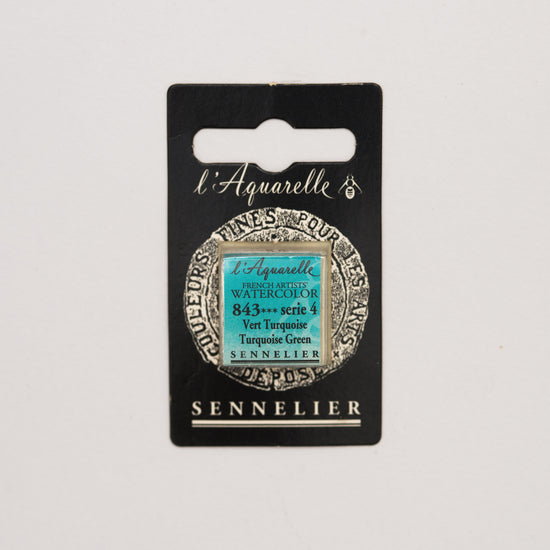 l'Aquarelle
COULEURS FINES POUR LES ARTS
DÉPOSÉ
l'Aquarelle
FRENCH ARTISTS'
WATERCOLOR
843*** serie 4
Vert Turquoise
Turquoise Green
SENNELIER
SENNELIER